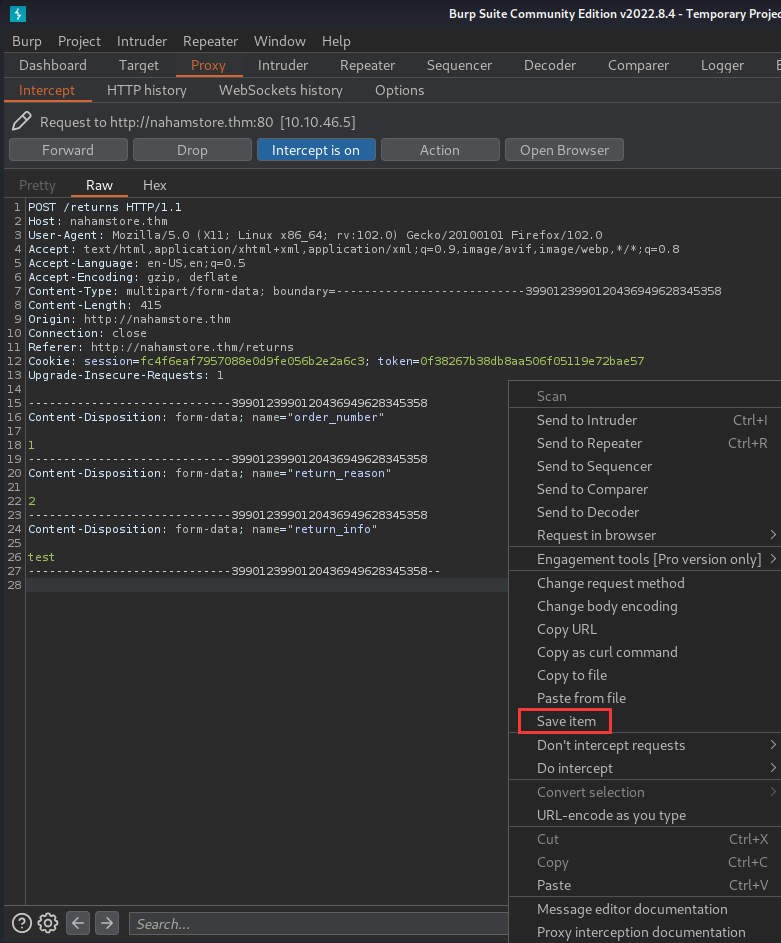 Burp Suite Community Edition v2022.8.4 - Temporary Projec
Burp Project Intruder Repeater Window Help
Dashboard Target Proxy Intruder Repeater Sequencer Decoder Comparer Logger E
Intercept HTTP history WebSockets history Options
Request to http://nahamstore.thm:80 [10.10.46.5]
Forward Drop Intercept is on Action Open Browser
Pretty Raw Hex
1 POST /returns HTTP/1.1
2 Host: nahamstore.thm
3 User-Agent: Mozilla/5.0 (X11; Linux x86_64; rv:102.0) Gecko/20100101 Firefox/102.0
4 Accept: text/html,application/xhtml+xml,application/xml;q=0.9,image/avif,image/webp,*/*;q=0.8
5 Accept-Language: en-US,en;q=0.5
6 Accept-Encoding: gzip, deflate
7 Content-Type: multipart/form-data; boundary=---------------------------399012399012043694962834 5358
8 Content-Length: 415
9 Origin: http://nahamstore.thm
10 Connection: close
11 Referer: http://nahamstore.thm/returns
12 Cookie: session=fc4f6eaf7957088e0d9fe056b2e2a6c3; token=0f38267b38db8aa506f05119e72bae57
13 Upgrade-Insecure-Requests: 1
14
15 -----------------------------3990123990120436949628345358
16 Content-Disposition: form-data; name="order_number"
17
18 1
19 -----------------------------3990123990120436949628345358
20 Content-Disposition: form-data; name="return_reason"
21
22 2
23 -----------------------------3990123990120436949628345358
24 Content-Disposition: form-data; name="return_info"
25
26 test
27 -----------------------------3990123990120436949628345358--
28
Scan
Send to Intruder Ctrl+I
Send to Repeater Ctrl+R
Send to Sequencer
Send to Comparer
Send to Decoder
Request in browser >
Engagement tools [Pro version only] >
Change request method
Change body encoding
Copy URL
Copy as curl command
Copy to file
Paste from file
Save item
Don't intercept requests >
Do intercept >
Convert selection >
URL-encode as you type
Cut Ctrl+X
Copy Ctrl+C
Paste Ctrl+V
Message editor documentation
Proxy interception documentation
Search...